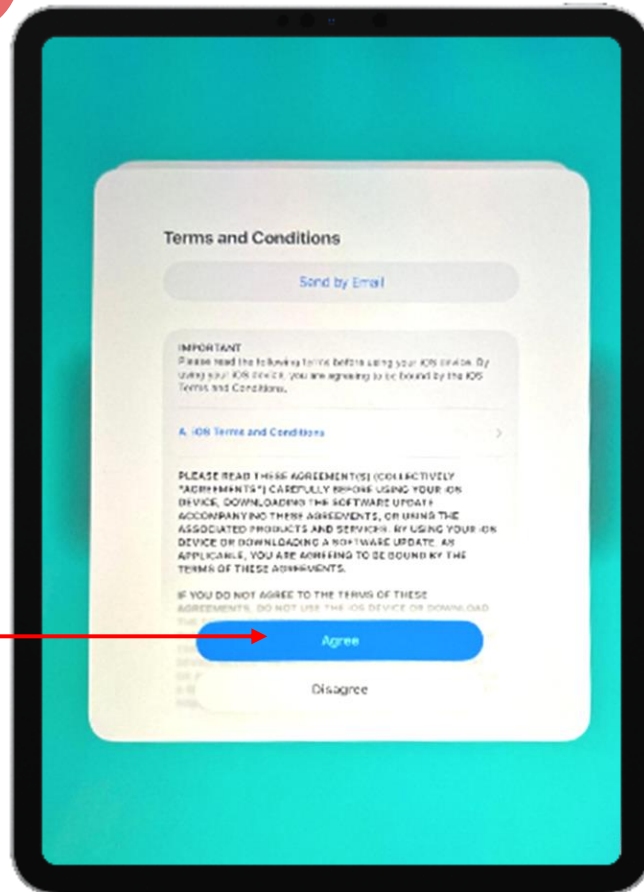 Terms and Conditions
Send by Email
IMPORTANT
Please read the following terms before using your iOS device. By
using your iOS device, you are agreeing to be bound by the iOS
Terms and Conditions.
A. iOS Terms and Conditions
PLEASE READ THESE AGREEMENT(S) (COLLECTIVELY
"AGREEMENTS") CAREFULLY BEFORE USING YOUR iOS
DEVICE, DOWNLOADING THE SOFTWARE UPDATE
ACCOMPANYING THESE AGREEMENTS, OR USING THE
ASSOCIATED PRODUCTS AND SERVICES. BY USING YOUR iOS
DEVICE OR DOWNLOADING A SOFTWARE UPDATE, AS
APPLICABLE, YOU ARE AGREEING TO BE BOUND BY THE
TERMS OF THESE AGREEMENTS.
IF YOU DO NOT AGREE TO THE TERMS OF THESE
AGREEMENTS, DO NOT USE THE iOS DEVICE OR DOWNLOAD
Agree
Disagree